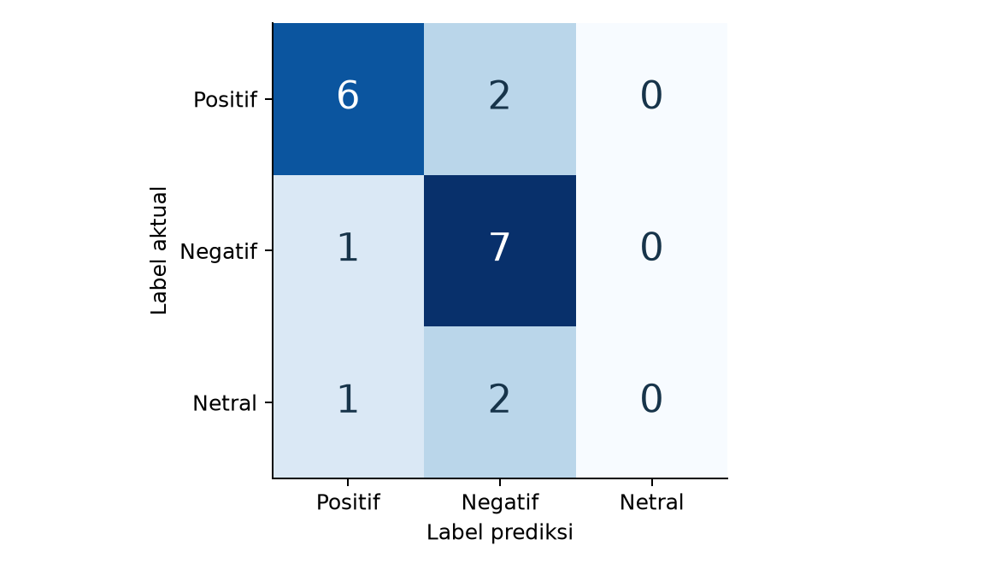 Positif 6 2 0
Negatif 1 7 0
Netral 1 2 0
Positif Negatif Netral
Label prediksi
Label aktual